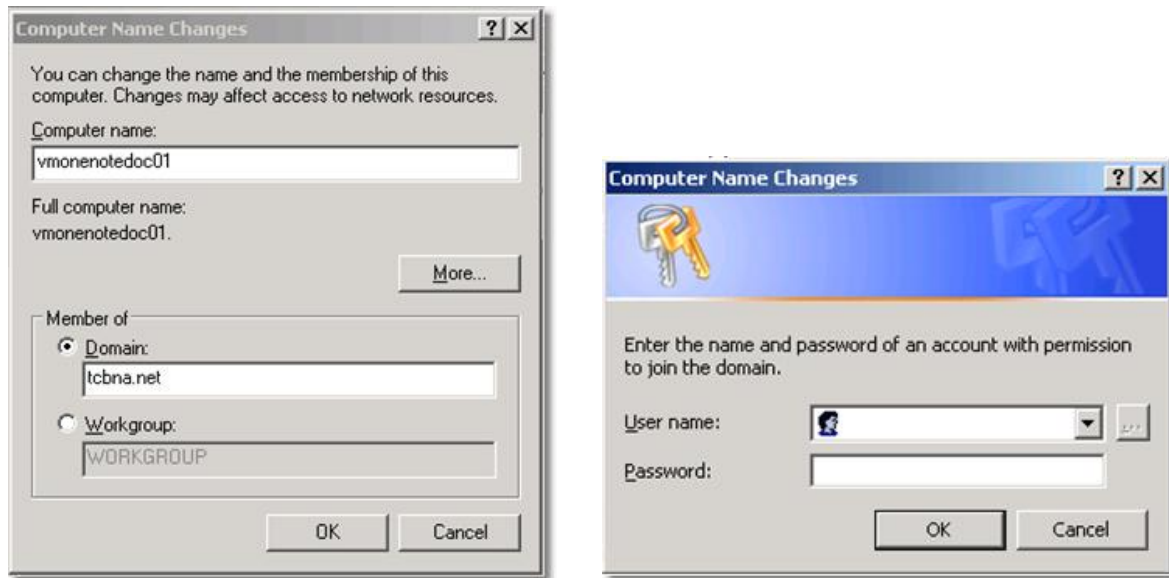 Computer Name Changes
You can change the name and the membership of this
computer. Changes may affect access to network resources.
Computer name:
vmonenotedoc01
Full computer name:
vmonenotedoc01.
More...
Member of
Domain:
tcbna.net
Workgroup:
WORKGROUP
OK
Cancel
Computer Name Changes
Enter the name and password of an account with permission
to join the domain.
User name:
...
Password:
OK
Cancel